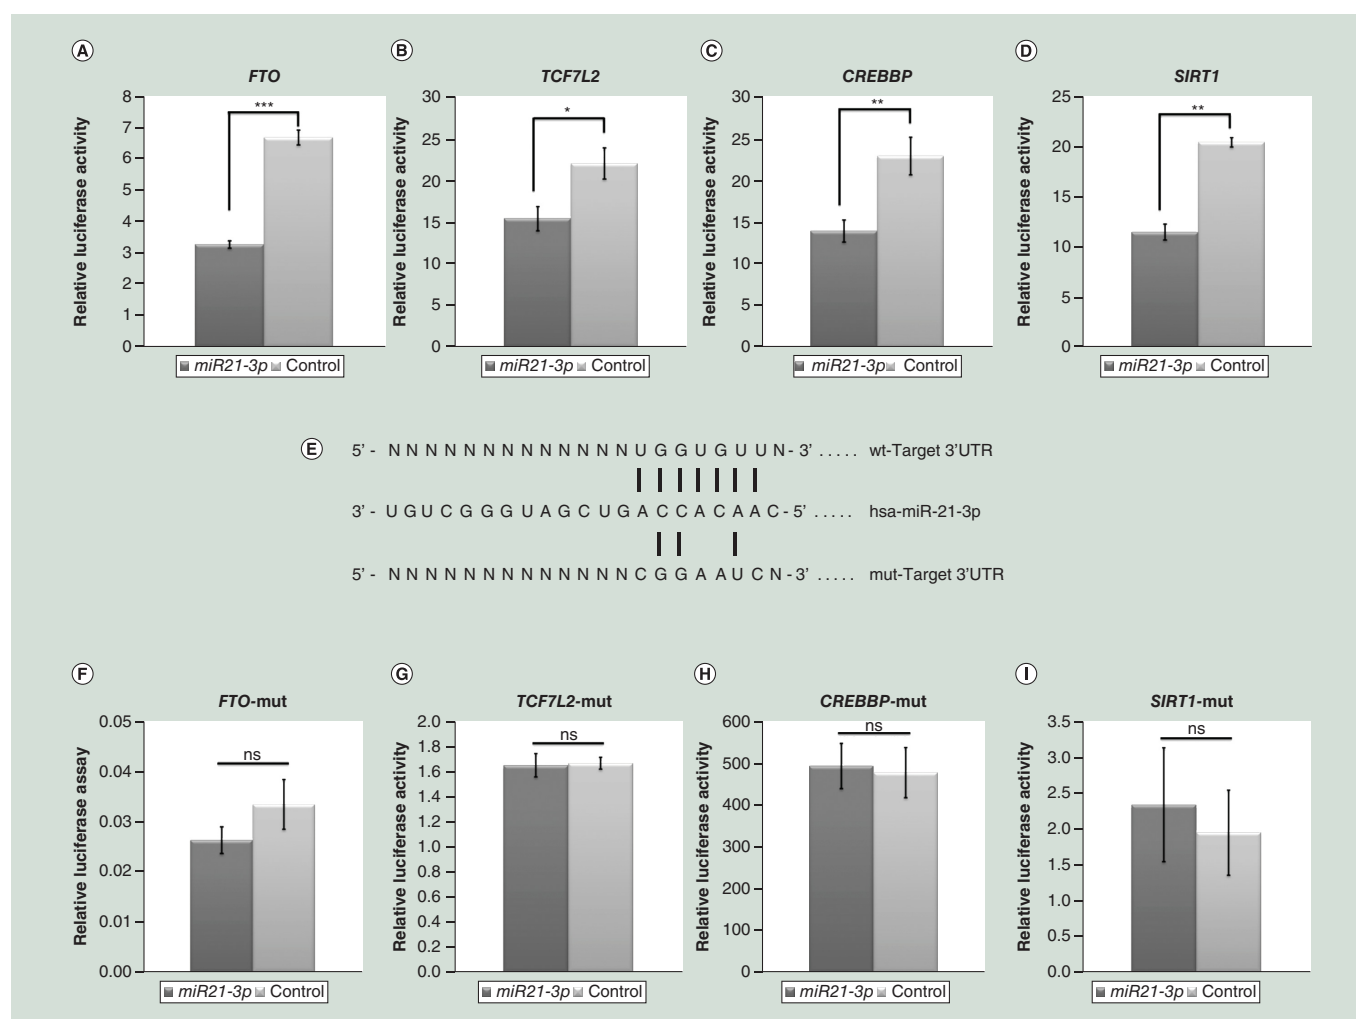 A
FTO
Relative luciferase activity
8
7
6
5
4
3
2
1
0
***
miR21-3p Control
B
TCF7L2
Relative luciferase activity
30
25
20
15
10
5
0
*
miR21-3p Control
C
CREBBP
Relative luciferase activity
30
25
20
15
10
5
0
**
miR21-3p Control
D
SIRT1
Relative luciferase activity
25
20
15
10
5
0
**
miR21-3p Control
E
5’ - N N N N N N N N N N N N N U G G U G U U N - 3’ ..... wt-Target 3’UTR
3’ - U G U C G G G U A G C U G A C C A C A A C - 5’ ..... hsa-miR-21-3p
5’ - N N N N N N N N N N N N N C G G A A U C N - 3’ ..... mut-Target 3’UTR
F
FTO-mut
Relative luciferase assay
0.05
0.04
0.03
0.02
0.01
0.00
ns
miR21-3p Control
G
TCF7L2-mut
Relative luciferase activity
2.0
1.8
1.6
1.4
1.2
1.0
0.8
0.6
0.4
0.2
0.0
ns
miR21-3p Control
H
CREBBP-mut
Relative luciferase activity
600
500
400
300
200
100
0
ns
miR21-3p Control
I
SIRT1-mut
Relative luciferase activity
3.5
3.0
2.5
2.0
1.5
1.0
0.5
0.0
ns
miR21-3p Control